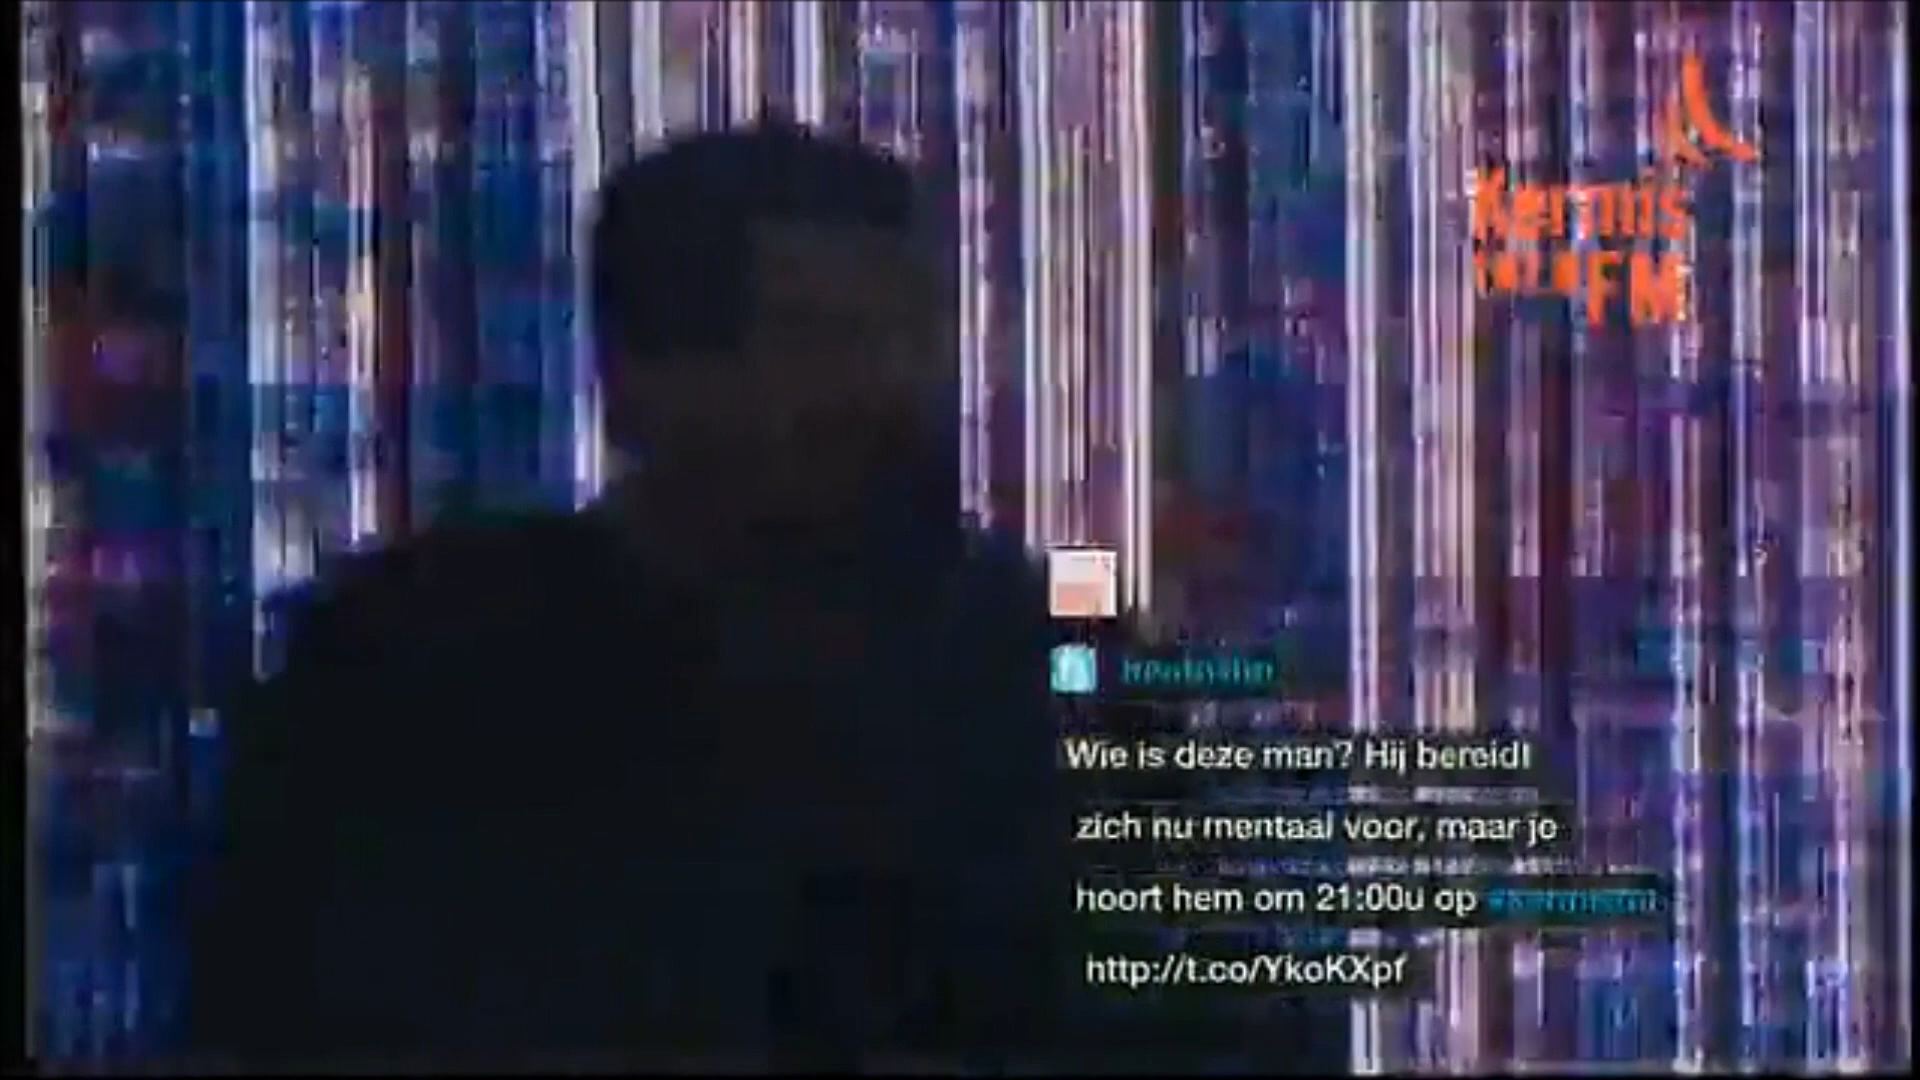 Kermis
FM
Wie is deze man? Hij bereidt
zich nu mentaal voor, maar je
hoort hem om 21:00u op
http://t.co/YkoKXpf